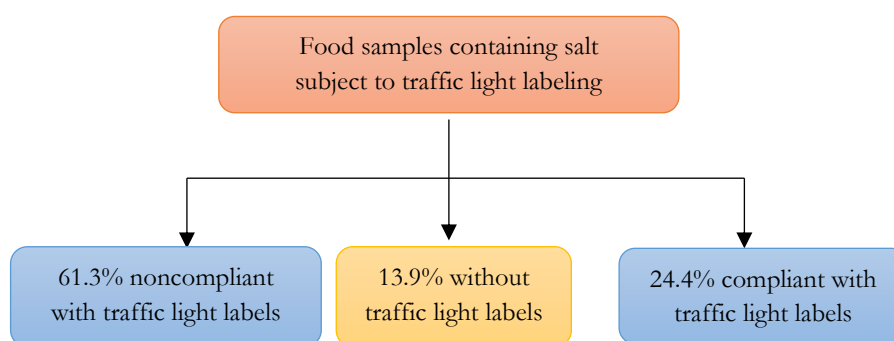 Food samples containing salt
subject to traffic light labeling
61.3% noncompliant
with traffic light labels
13.9% without
traffic light labels
24.4% compliant with
traffic light labels